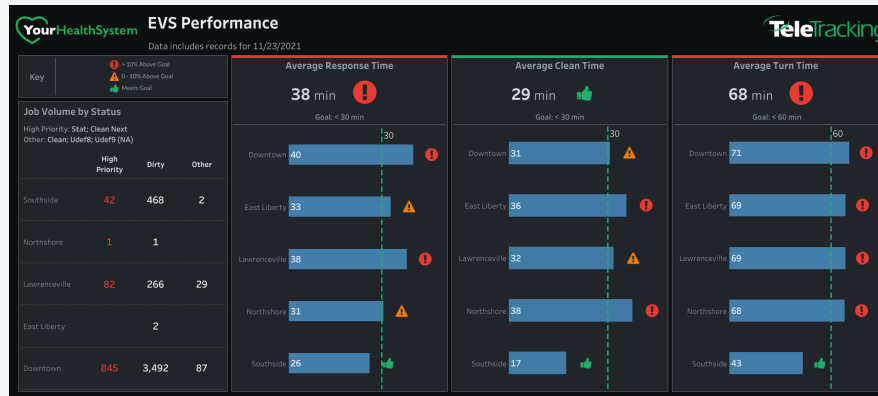 YourHealthSystem
EVS Performance
Data includes records for 11/23/2021
TeleTracking
Key
> 10% Above Goal
0 - 10% Above Goal
Meets Goal
Job Volume by Status
High Priority: Stat; Clean Next
Other: Clean; Udef8; Udef9 (NA)
High Priority Dirty Other
Southside 42 468 2
Northshore 1 1
Lawrenceville 82 266 29
East Liberty 2
Downtown 845 3,492 87
Average Response Time
38 min
Goal: < 30 min
30
Downtown 40
East Liberty 33
Lawrenceville 38
Northshore 31
Southside 26
Average Clean Time
29 min
Goal: < 30 min
30
Downtown 31
East Liberty 36
Lawrenceville 32
Northshore 38
Southside 17
Average Turn Time
68 min
Goal: < 60 min
60
Downtown 71
East Liberty 69
Lawrenceville 69
Northshore 68
Southside 43